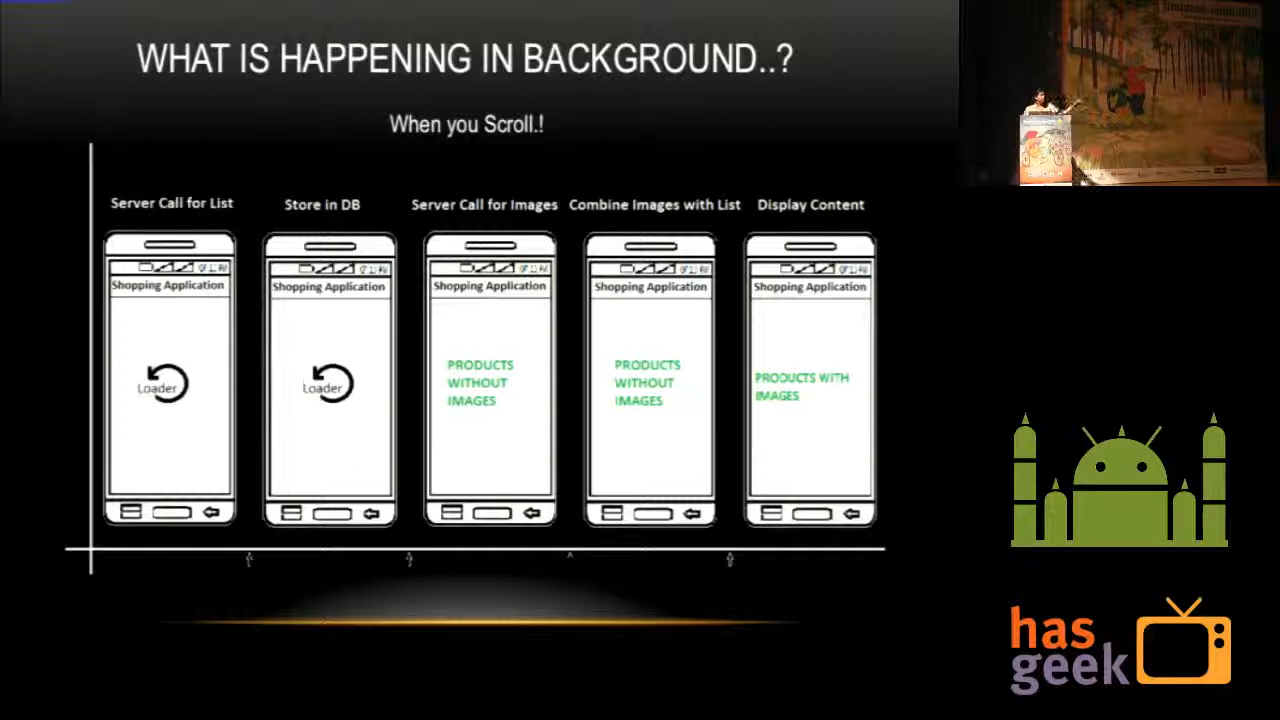 WHAT IS HAPPENING IN BACKGROUND..?
When you Scroll.!
Server Call for List
Store in DB
Server Call for Images
Combine Images with List
Display Content
Shopping Application
Shopping Application
Shopping Application
Shopping Application
Shopping Application
Loader
Loader
PRODUCTS
WITHOUT
IMAGES
PRODUCTS
WITHOUT
IMAGES
PRODUCTS WITH
IMAGES
has
geek